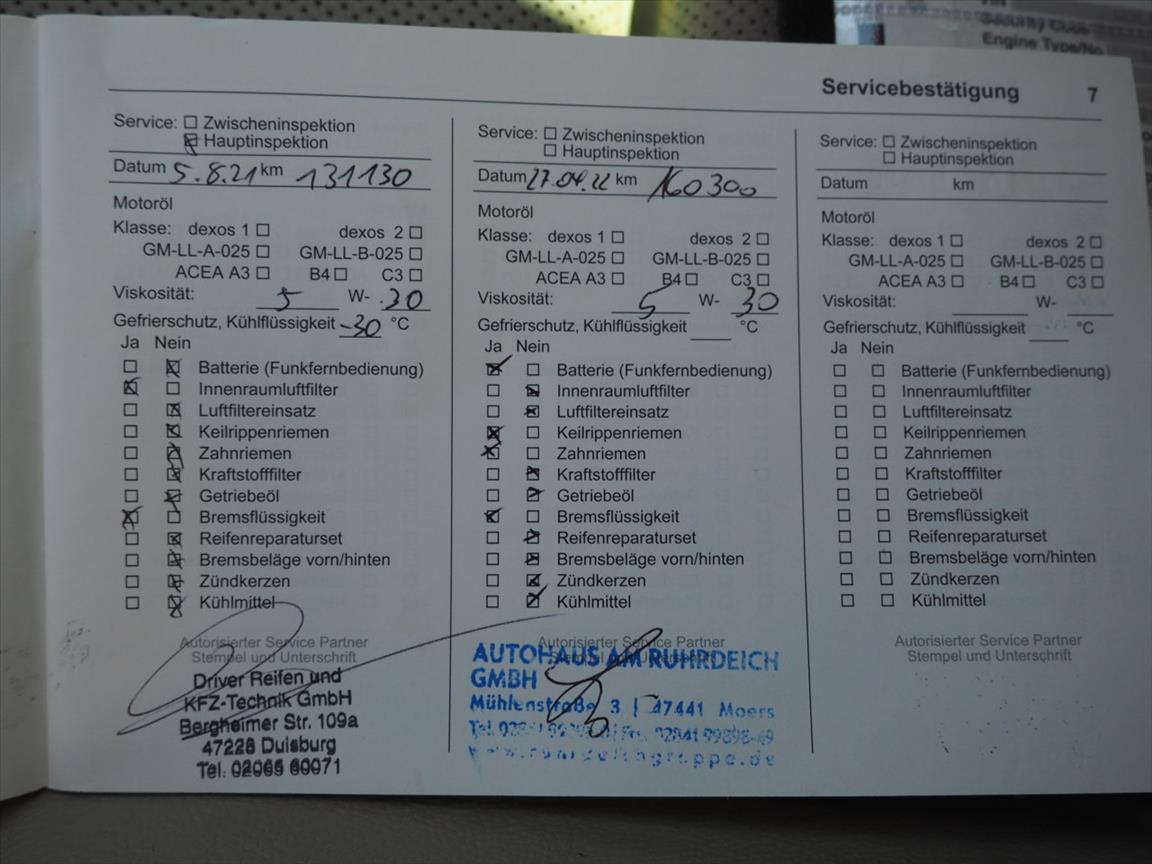 Security Code
Engine Type/No
Servicebestätigung 7
Service: Zwischeninspektion
Hauptinspektion
Datum 5.8.21 km 131130
Motoröl
Klasse: dexos 1 dexos 2
GM-LL-A-025 GM-LL-B-025
ACEA A3 B4 C3
Viskosität: 5 W- 30
Gefrierschutz, Kühlflüssigkeit -30 °C
Ja Nein
Batterie (Funkfernbedienung)
Innenraumluftfilter
Luftfiltereinsatz
Keilrippenriemen
Zahnriemen
Kraftstofffilter
Getriebeöl
Bremsflüssigkeit
Reifenreparaturset
Bremsbeläge vorn/hinten
Zündkerzen
Kühlmittel
Autorisierter Service Partner
Stempel und Unterschrift
Driver Reifen und
KFZ-Technik GmbH
Bergheimer Str. 109a
47228 Duisburg
Tel. 02065 60071
Service: Zwischeninspektion
Hauptinspektion
Datum 27.04.22 km 160300
Motoröl
Klasse: dexos 1 dexos 2
GM-LL-A-025 GM-LL-B-025
ACEA A3 B4 C3
Viskosität: 5 W- 30
Gefrierschutz, Kühlflüssigkeit °C
Ja Nein
Batterie (Funkfernbedienung)
Innenraumluftfilter
Luftfiltereinsatz
Keilrippenriemen
Zahnriemen
Kraftstofffilter
Getriebeöl
Bremsflüssigkeit
Reifenreparaturset
Bremsbeläge vorn/hinten
Zündkerzen
Kühlmittel
Autorisierter Service Partner
Stempel und Unterschrift
AUTOHAUS AM RUHRDEICH
GMBH
Mühlenstraße 3 | 47441 Moers
Service: Zwischeninspektion
Hauptinspektion
Datum km
Motoröl
Klasse: dexos 1 dexos 2
GM-LL-A-025 GM-LL-B-025
ACEA A3 B4 C3
Viskosität: W-
Gefrierschutz, Kühlflüssigkeit °C
Ja Nein
Batterie (Funkfernbedienung)
Innenraumluftfilter
Luftfiltereinsatz
Keilrippenriemen
Zahnriemen
Kraftstofffilter
Getriebeöl
Bremsflüssigkeit
Reifenreparaturset
Bremsbeläge vorn/hinten
Zündkerzen
Kühlmittel
Autorisierter Service Partner
Stempel und Unterschrift